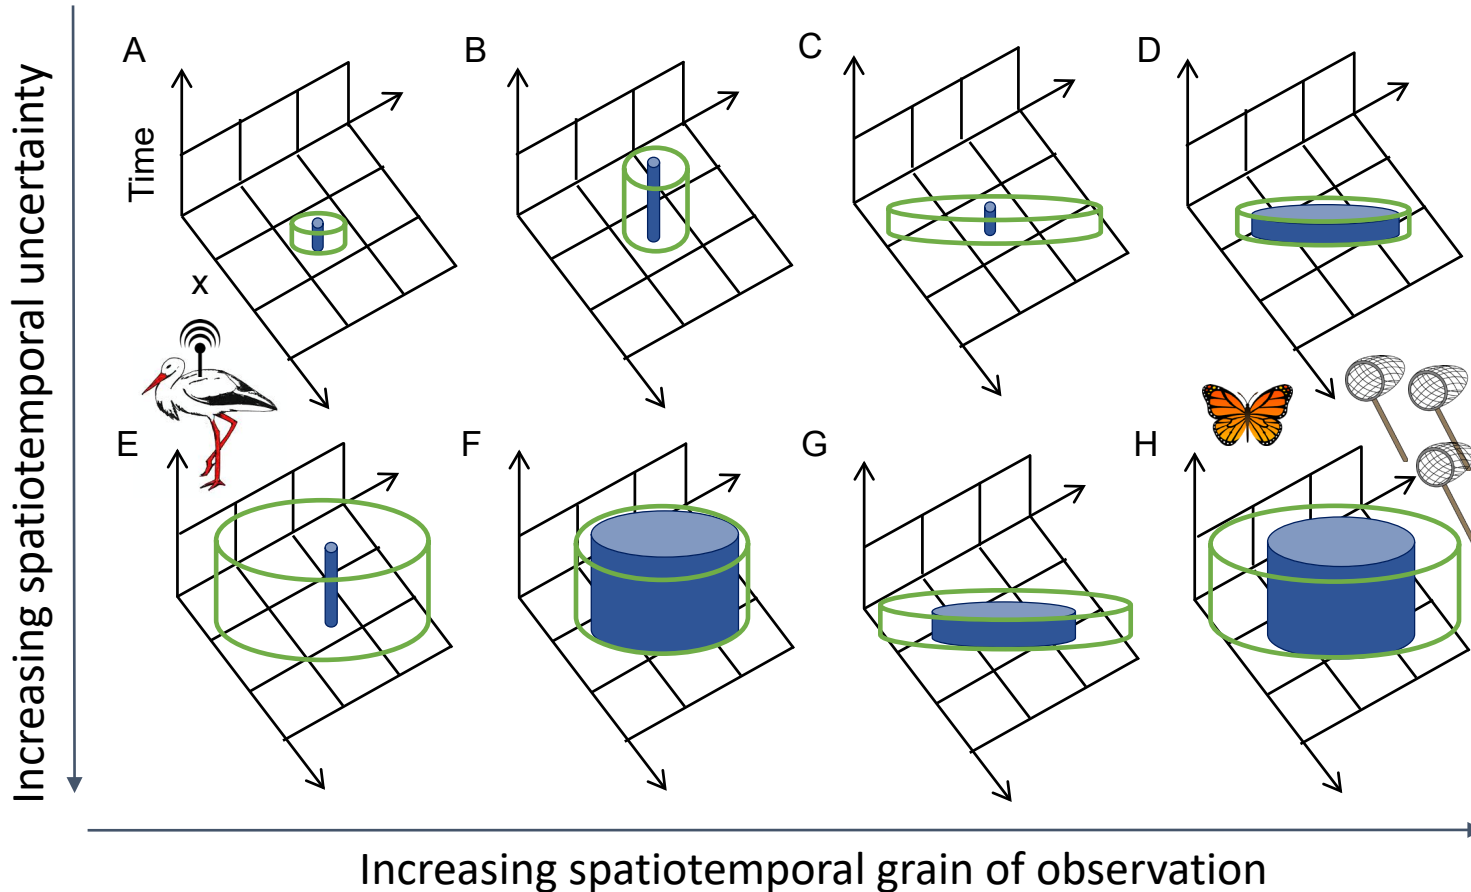 Increasing spatiotemporal uncertainty
A
B
C
D
Time
x
E
F
G
H
Increasing spatiotemporal grain of observation